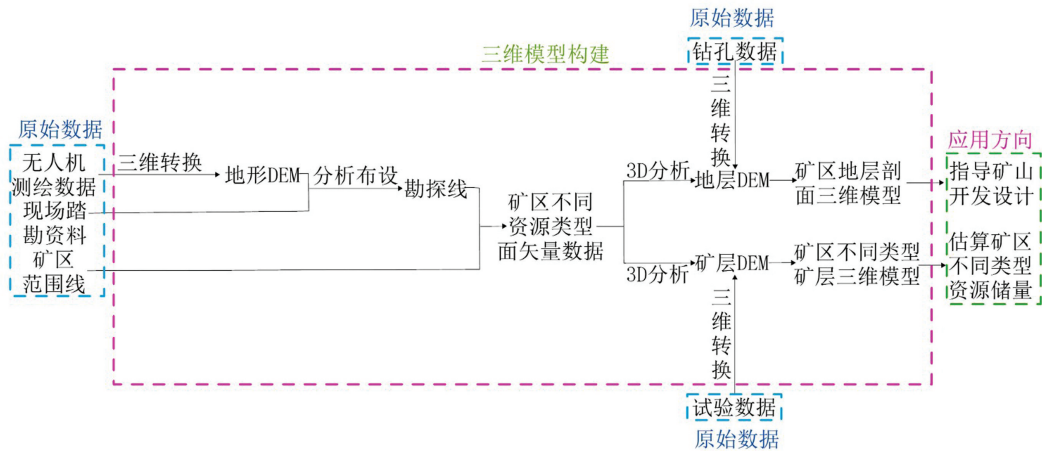 原始数据
钻孔数据
三维模型构建
三维转换
原始数据
无人机
测绘数据
现场踏
勘资料
矿区
范围线
三维转换
地形DEM
分析布设
勘探线
矿区不同
资源类型
面矢量数据
3D分析
地层DEM
矿区地层剖
面三维模型
3D分析
矿层DEM
矿区不同类型
矿层三维模型
应用方向
指导矿山
开发设计
估算矿区
不同类型
资源储量
三维转换
试验数据
原始数据